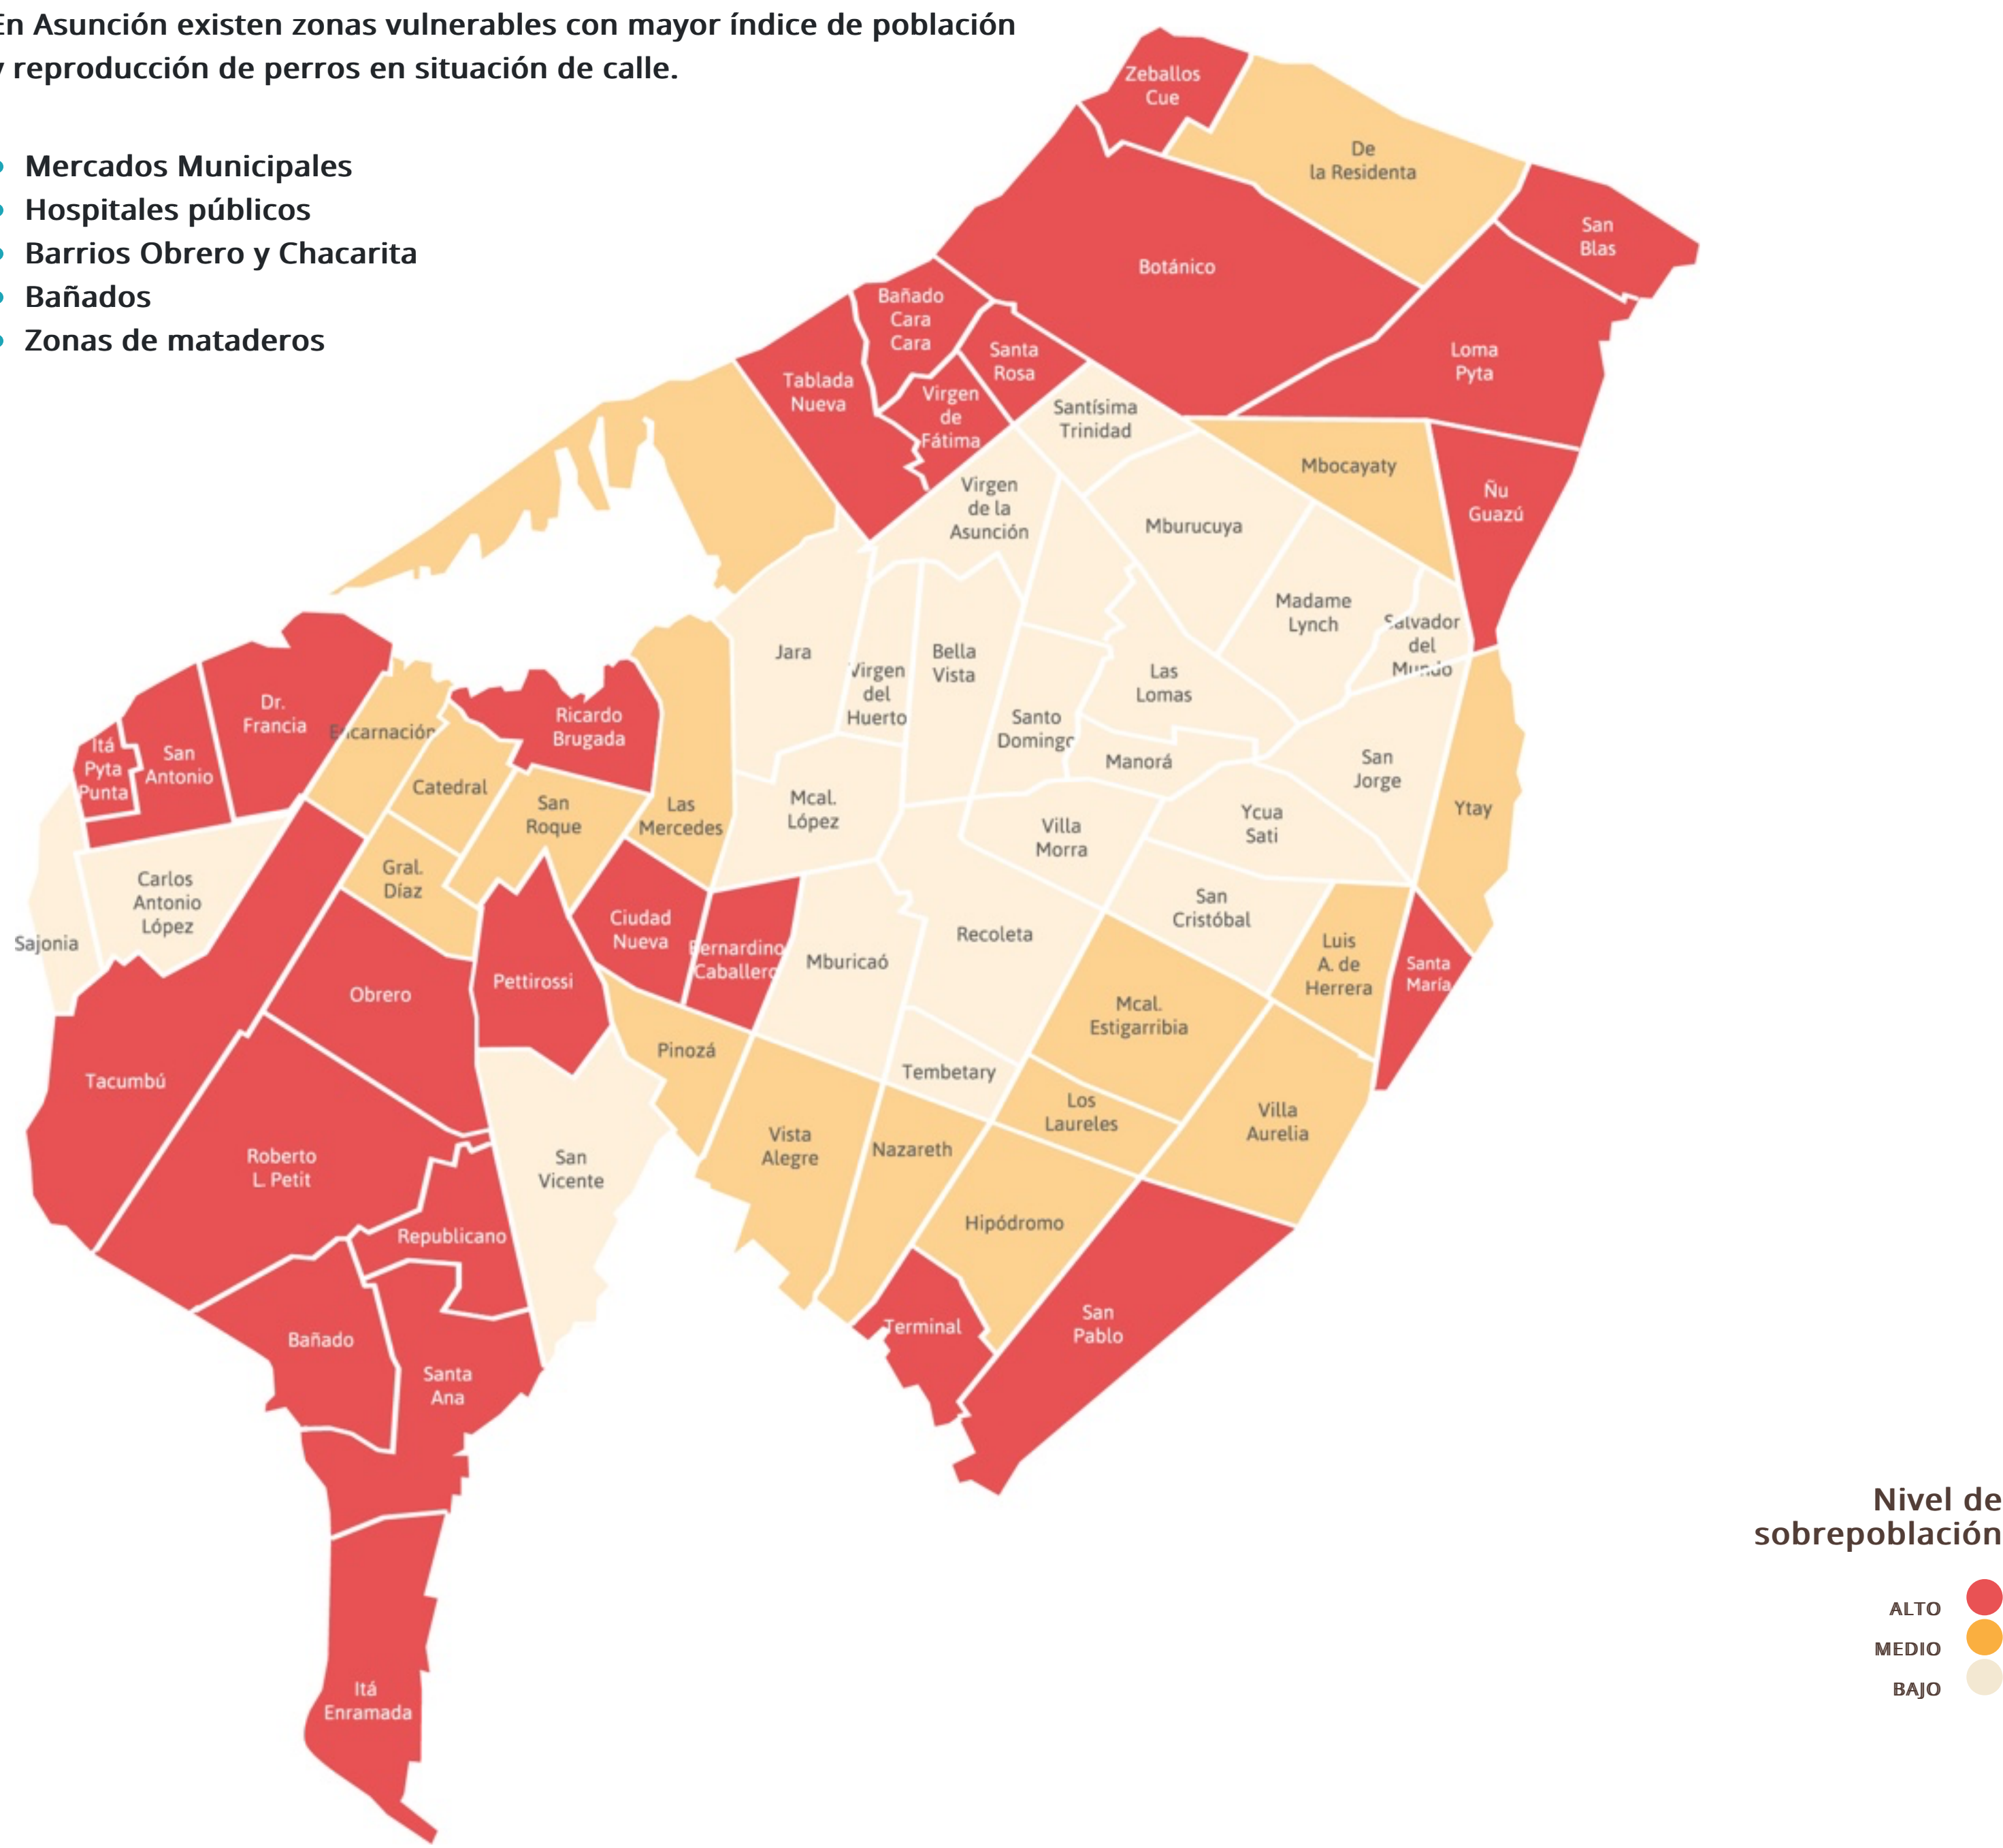 En Asunción existen zonas vulnerables con mayor índice de población
y reproducción de perros en situación de calle.
Mercados Municipales
Hospitales públicos
Barrios Obrero y Chacarita
Bañados
Zonas de mataderos
Zeballos
Cue
De
la Residenta
San
Blas
Botánico
Bañado
Cara
Cara
Santa
Rosa
Loma
Pyta
Tablada
Nueva
Virgen
de
Fátima
Santísima
Trinidad
Mbocayaty
Ñu
Guazú
Virgen
de la
Asunción
Mburucuya
Madame
Lynch
Salvador
del
Mundo
Jara
Virgen
del
Huerto
Bella
Vista
Las
Lomas
Dr.
Francia
Encarnación
Ricardo
Brugada
Santo
Domingo
Itá
Pyta
Punta
San
Antonio
Manorá
San
Jorge
Catedral
San
Roque
Las
Mercedes
Mcal.
López
Villa
Morra
Ycua
Sati
Ytay
Gral.
Díaz
Carlos
Antonio
López
Sajonia
Ciudad
Nueva
Bernardino
Caballero
San
Cristóbal
Recoleta
Luis
A. de
Herrera
Santa
María
Mburicaó
Pettirossi
Obrero
Mcal.
Estigarribia
Pinozá
Tembetary
Tacumbú
Los
Laureles
Villa
Aurelia
Vista
Alegre
Nazareth
Roberto
L. Petit
San
Vicente
Republicano
Hipódromo
Terminal
San
Pablo
Bañado
Santa
Ana
Itá
Enramada
Nivel de
sobrepoblación
ALTO
MEDIO
BAJO